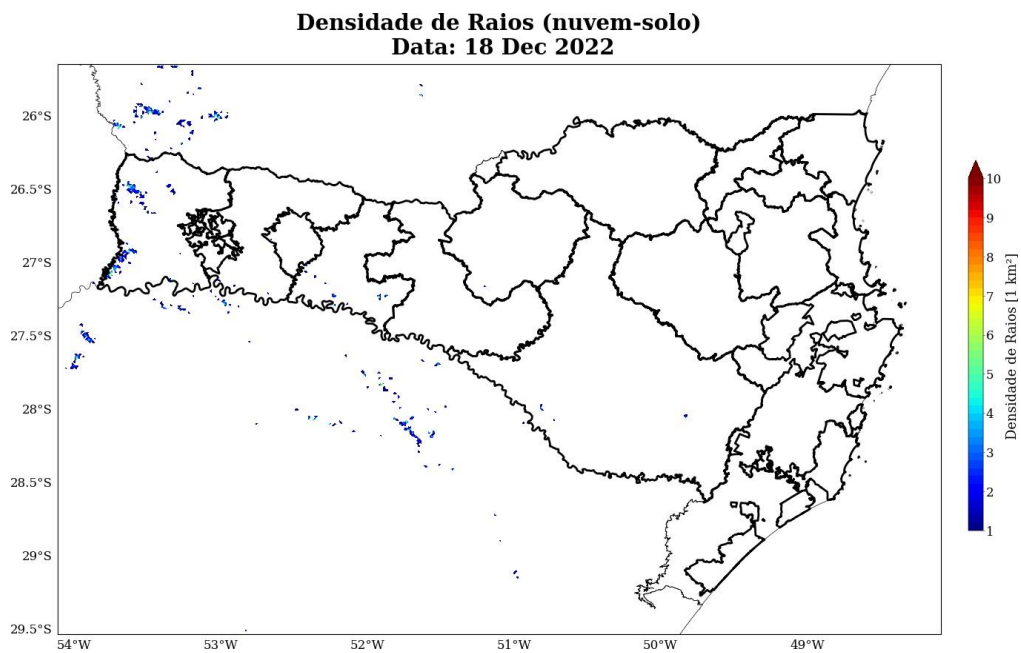 Densidade de Raios (nuvem-solo)
Data: 18 Dec 2022
26°S
26.5°S
27°S
27.5°S
28°S
28.5°S
29°S
29.5°S
54°W
53°W
52°W
51°W
50°W
49°W
10
9
8
7
6
5
4
3
2
1
Densidade de Raios [1 km²]